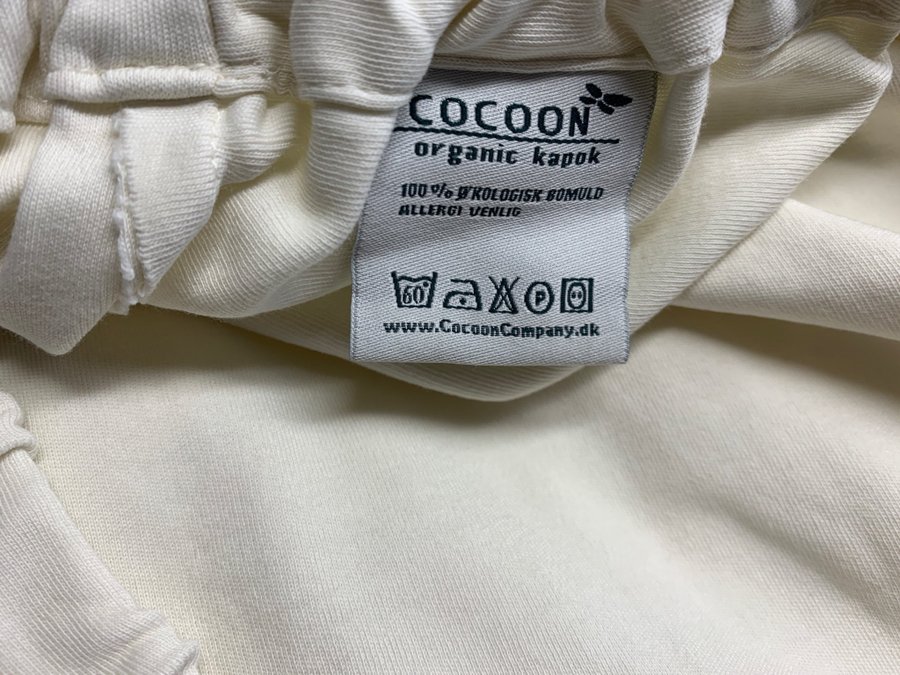 COCOON
organic kapok
100% ØKOLOGISK BOMULD
ALLERGI VENLIG
60° P
www.CocoonCompany.dk